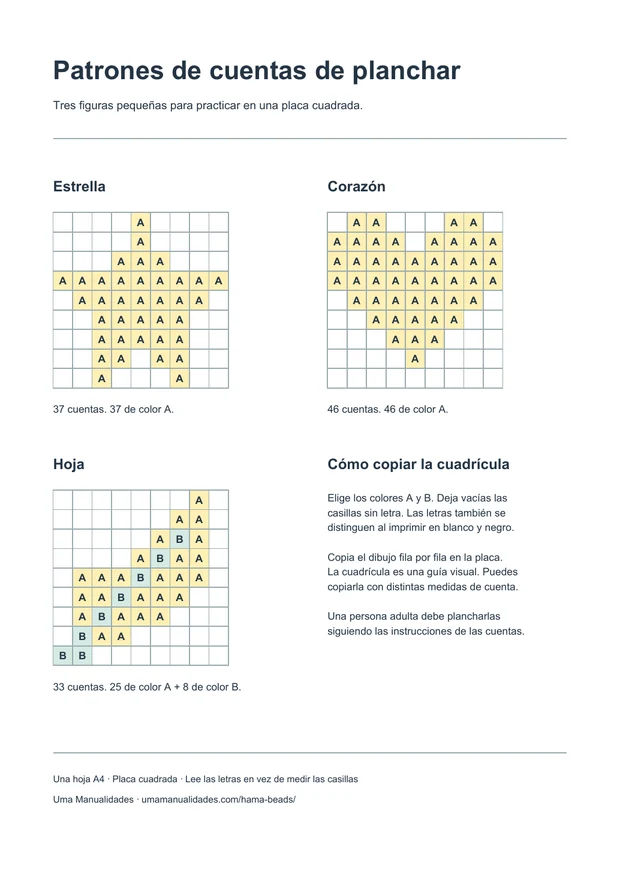 Patrones de cuentas de planchar
Tres figuras pequeñas para practicar en una placa cuadrada.
Estrella
A
A
A A A
A A A A A A A A A
A A A A A A A
A A A A A
A A A A A
A A A A
A A
37 cuentas. 37 de color A.
Corazón
A A A A
A A A A A A A A
A A A A A A A A A
A A A A A A A A A
A A A A A A A
A A A A A
A A A
A
46 cuentas. 46 de color A.
Hoja
A
A A
A B A
A B A A
A A A B A A A
A A B A A A
A B A A A
B A A
B B
33 cuentas. 25 de color A + 8 de color B.
Cómo copiar la cuadrícula
Elige los colores A y B. Deja vacías las
casillas sin letra. Las letras también se
distinguen al imprimir en blanco y negro.
Copia el dibujo fila por fila en la placa.
La cuadrícula es una guía visual. Puedes
copiarla con distintas medidas de cuenta.
Una persona adulta debe plancharlas
siguiendo las instrucciones de las cuentas.
Una hoja A4 · Placa cuadrada · Lee las letras en vez de medir las casillas
Uma Manualidades · umamanualidades.com/hama-beads/